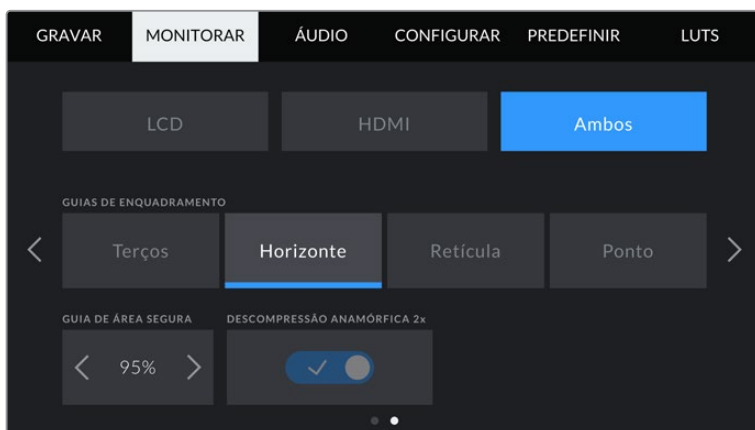 GRAVAR MONITORAR ÁUDIO CONFIGURAR PREDEFINIR LUTS
LCD HDMI Ambos
GUIAS DE ENQUADRAMENTO
Terços Horizonte Retícula Ponto
GUIA DE ÁREA SEGURA DESCOMPRESSÃO ANAMÓRFICA 2x
95%